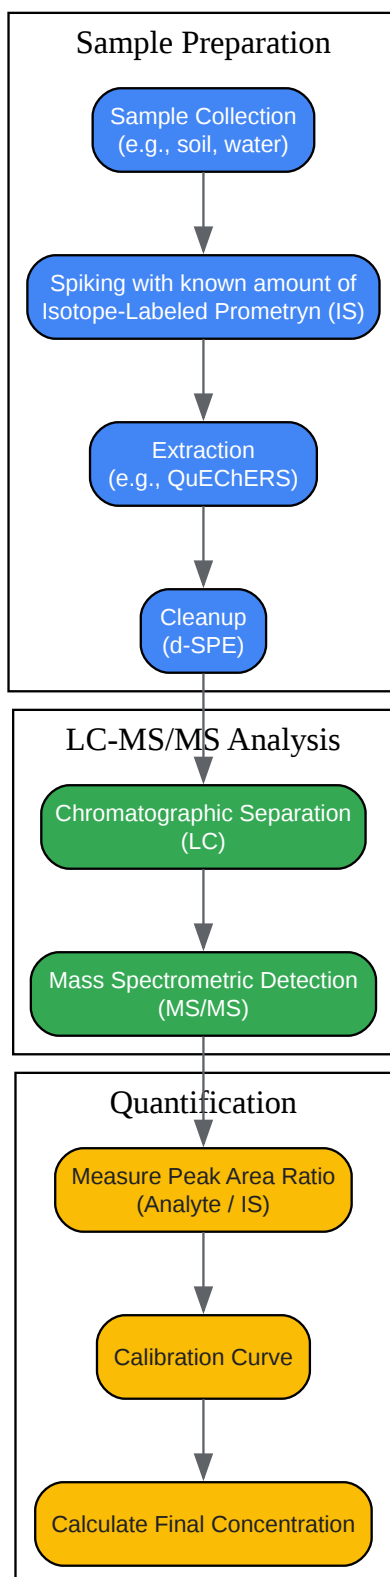 Sample Preparation
Sample Collection
(e.g., soil, water)
Spiking with known amount of
Isotope-Labeled Prometryn (IS)
Extraction
(e.g., QuEChERS)
Cleanup
(d-SPE)
LC-MS/MS Analysis
Chromatographic Separation
(LC)
Mass Spectrometric Detection
(MS/MS)
Quantification
Measure Peak Area Ratio
(Analyte / IS)
Calibration Curve
Calculate Final Concentration